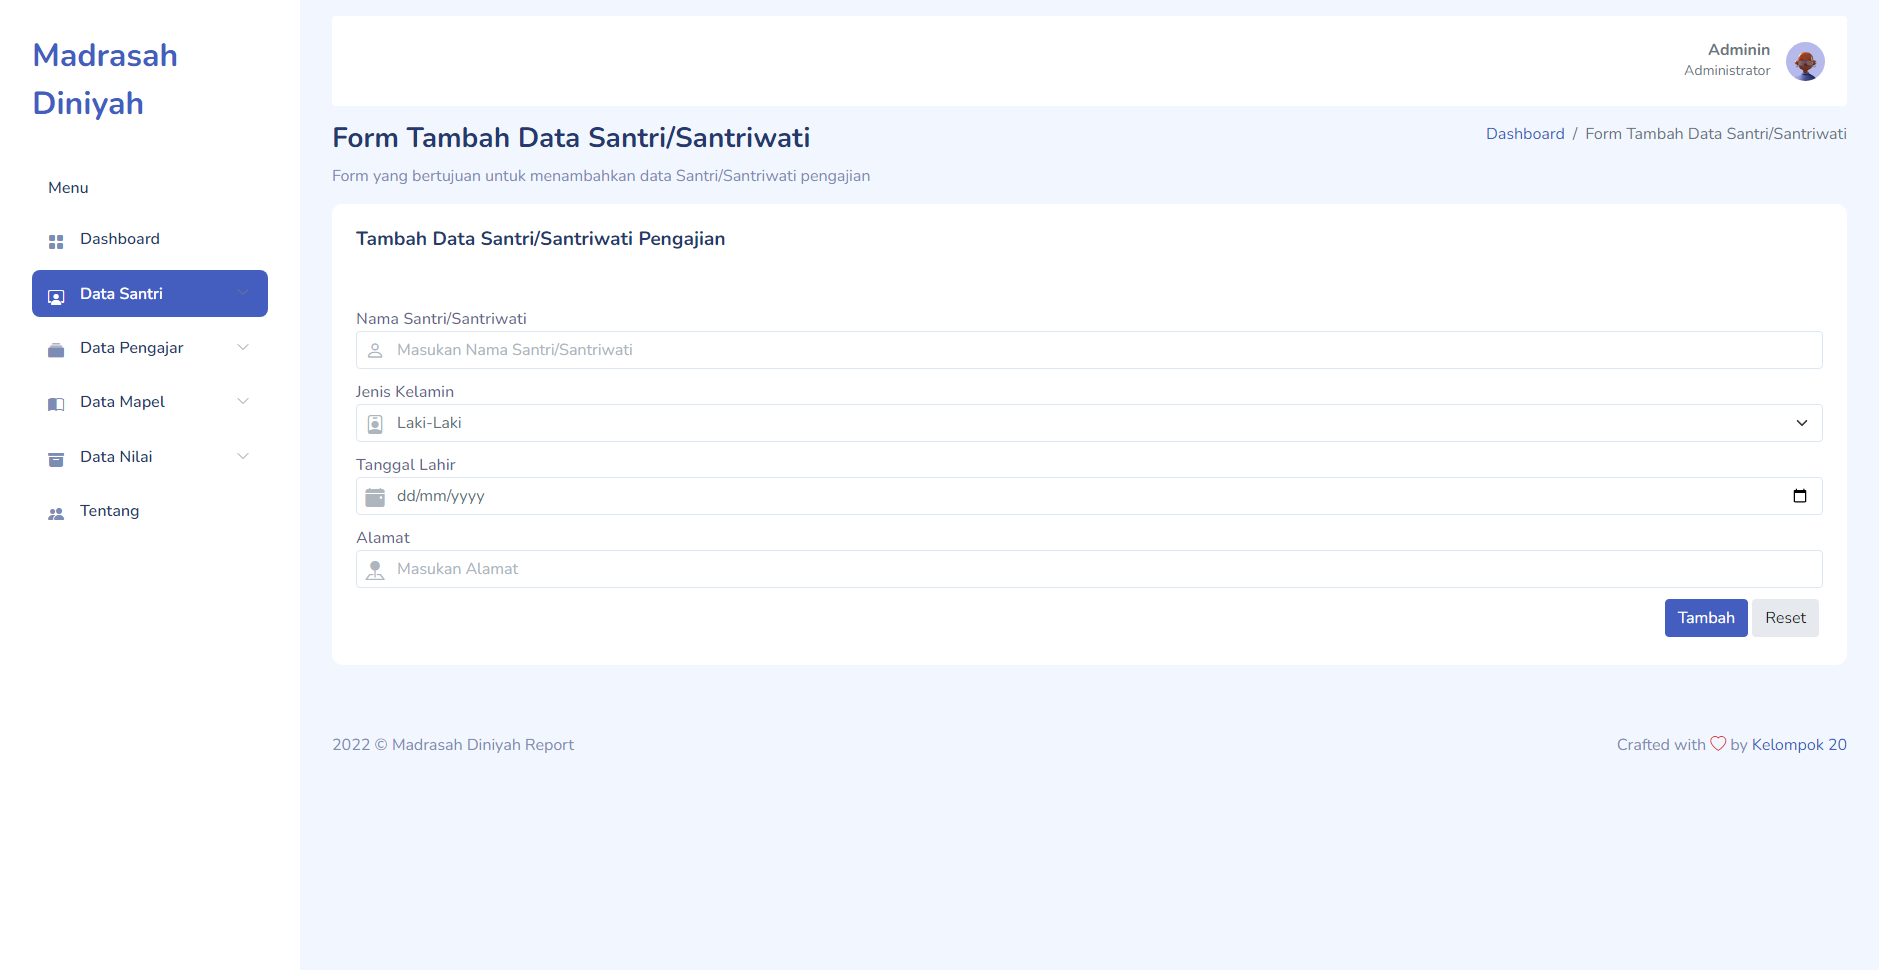 Madrasah
Diniyah
Menu
Dashboard
Data Santri
Data Pengajar
Data Mapel
Data Nilai
Tentang
Adminin
Administrator
Form Tambah Data Santri/Santriwati
Form yang bertujuan untuk menambahkan data Santri/Santriwati pengajian
Dashboard / Form Tambah Data Santri/Santriwati
Tambah Data Santri/Santriwati Pengajian
Nama Santri/Santriwati
Masukan Nama Santri/Santriwati
Jenis Kelamin
Laki-Laki
Tanggal Lahir
dd/mm/yyyy
Alamat
Masukan Alamat
Tambah Reset
2022 © Madrasah Diniyah Report
Crafted with by Kelompok 20